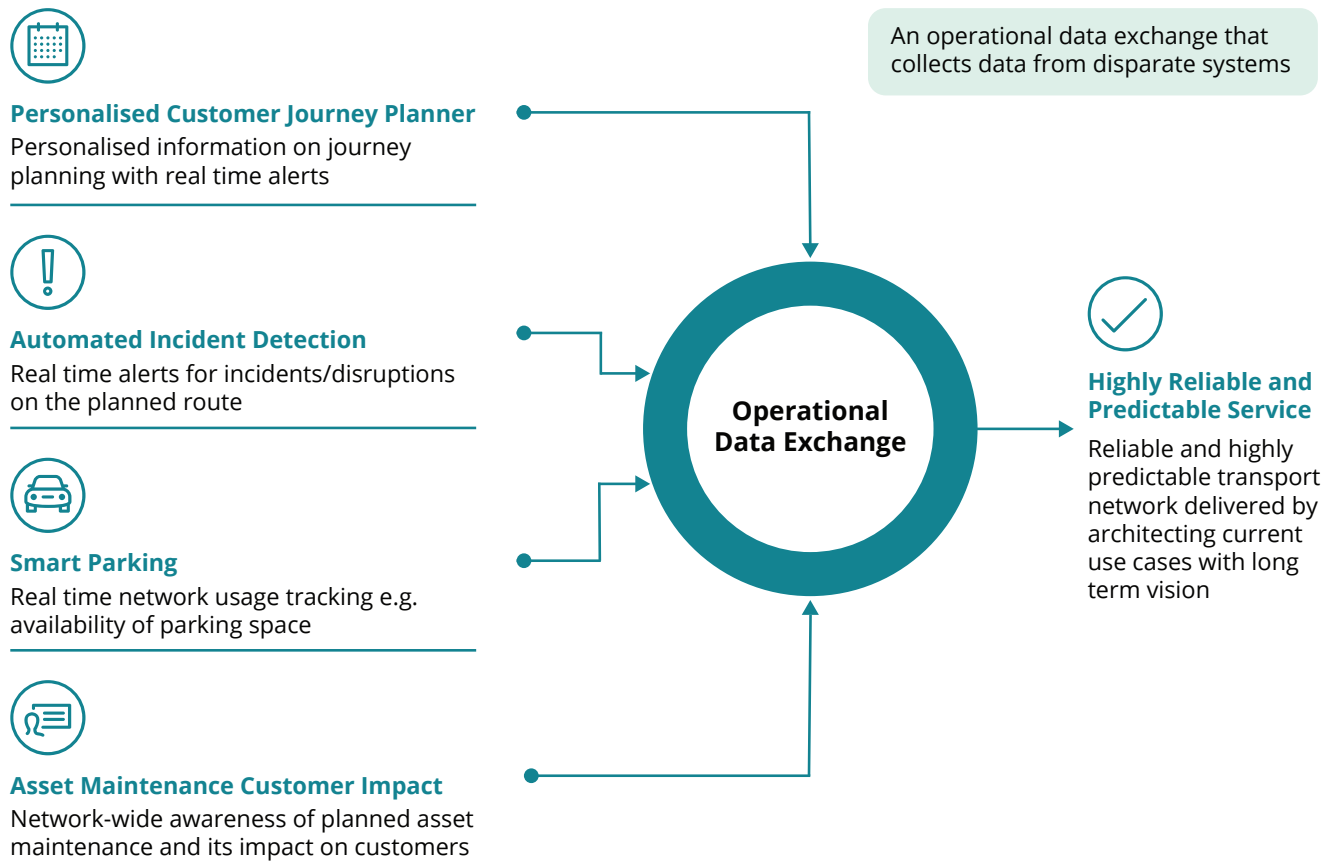 An operational data exchange that
collects data from disparate systems
Personalised Customer Journey Planner
Personalised information on journey
planning with real time alerts
Automated Incident Detection
Real time alerts for incidents/disruptions
on the planned route
Smart Parking
Real time network usage tracking e.g.
availability of parking space
Asset Maintenance Customer Impact
Network-wide awareness of planned asset
maintenance and its impact on customers
Operational
Data Exchange
Highly Reliable and
Predictable Service
Reliable and highly
predictable transport
network delivered by
architecting current
use cases with long
term vision